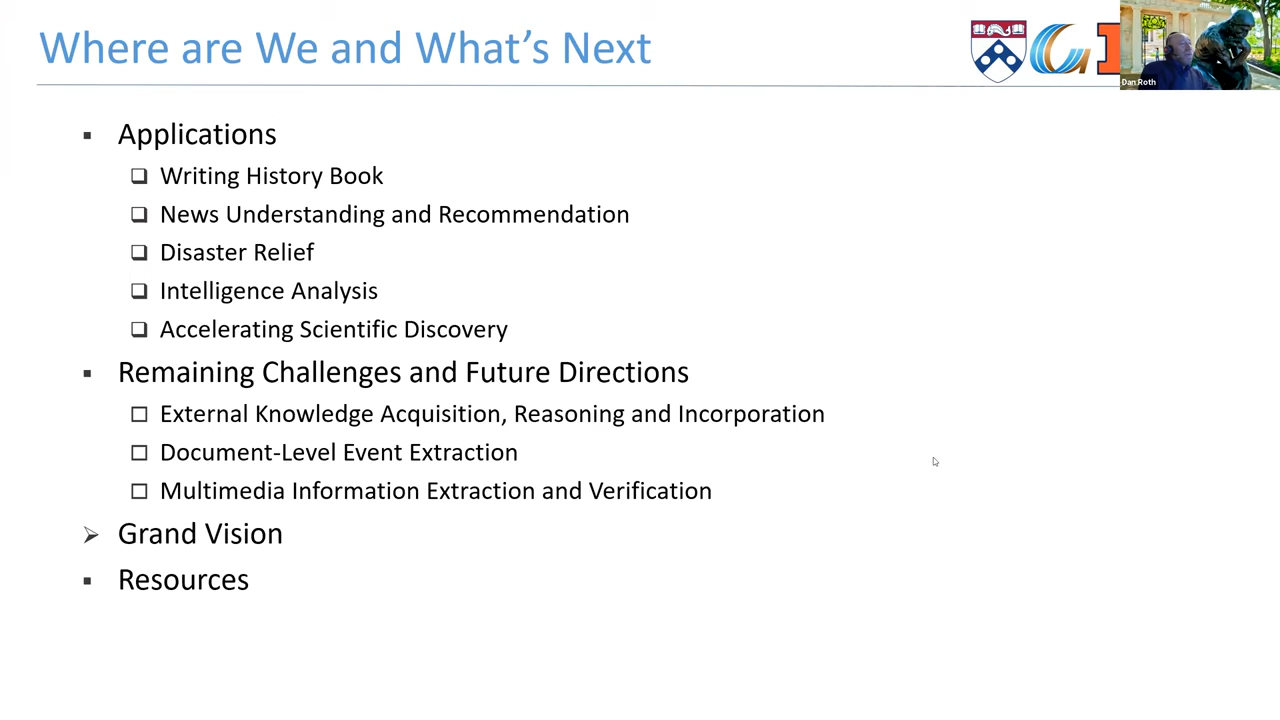 Where are We and What's Next
Dan Roth
Applications
Writing History Book
News Understanding and Recommendation
Disaster Relief
Intelligence Analysis
Accelerating Scientific Discovery
Remaining Challenges and Future Directions
External Knowledge Acquisition, Reasoning and Incorporation
Document-Level Event Extraction
Multimedia Information Extraction and Verification
Grand Vision
Resources